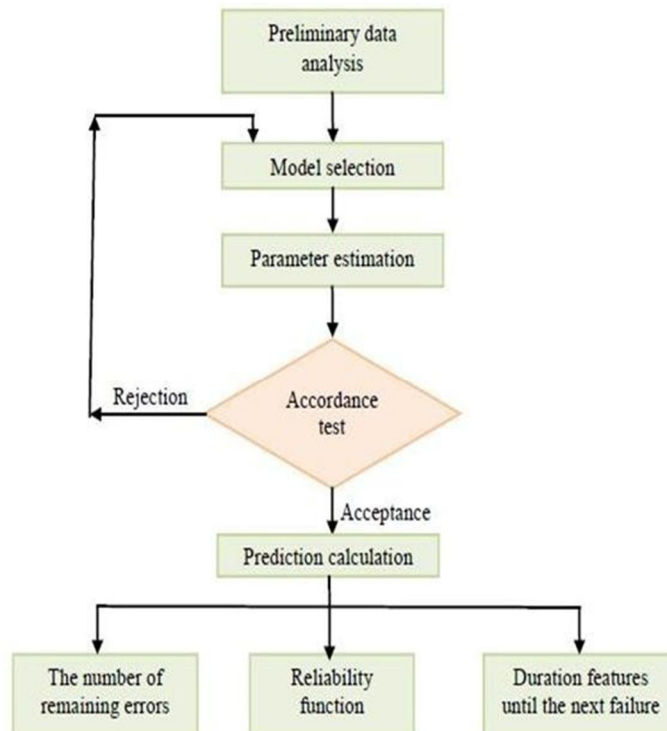 Preliminary data
analysis
Model selection
Parameter estimation
Rejection
Accordance
test
Acceptance
Prediction calculation
The number of
remaining errors
Reliability
function
Duration features
until the next failure